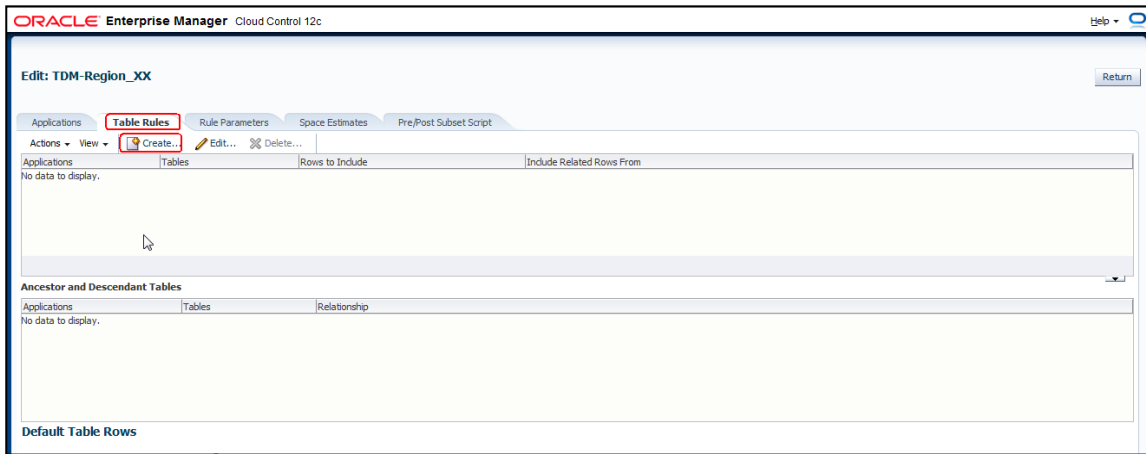 ORACLE Enterprise Manager Cloud Control 12c
Help
Edit: TDM-Region_XX
Return
Applications Table Rules Rule Parameters Space Estimates Pre/Post Subset Script
Actions View Create... Edit... Delete...
Applications Tables Rows to Include Include Related Rows From
No data to display.
Ancestor and Descendant Tables
Applications Tables Relationship
No data to display.
Default Table Rows